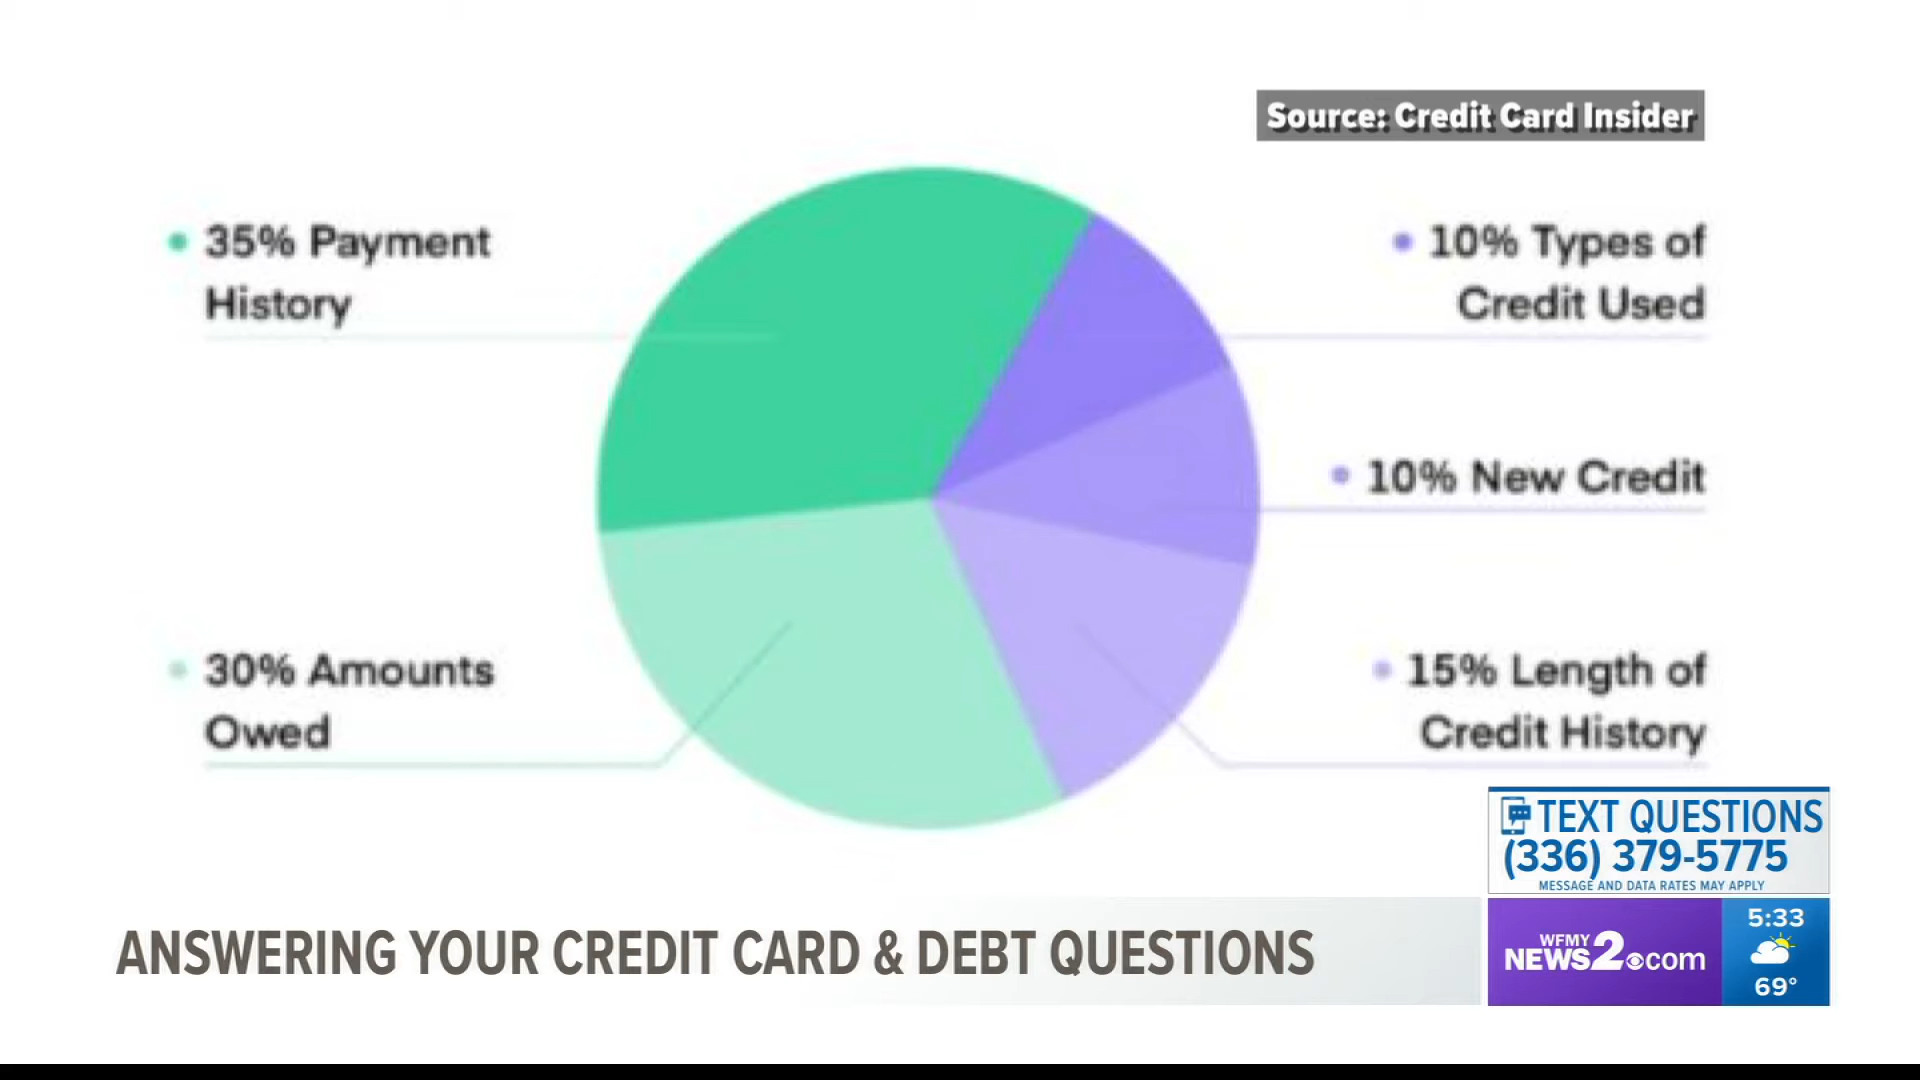 Source: Credit Card Insider
35% Payment
History
10% Types of
Credit Used
10% New Credit
30% Amounts
Owed
15% Length of
Credit History
TEXT QUESTIONS
(336) 379-5775
MESSAGE AND DATA RATES MAY APPLY
ANSWERING YOUR CREDIT CARD & DEBT QUESTIONS
WFMY
NEWS2.com
5:33
69°